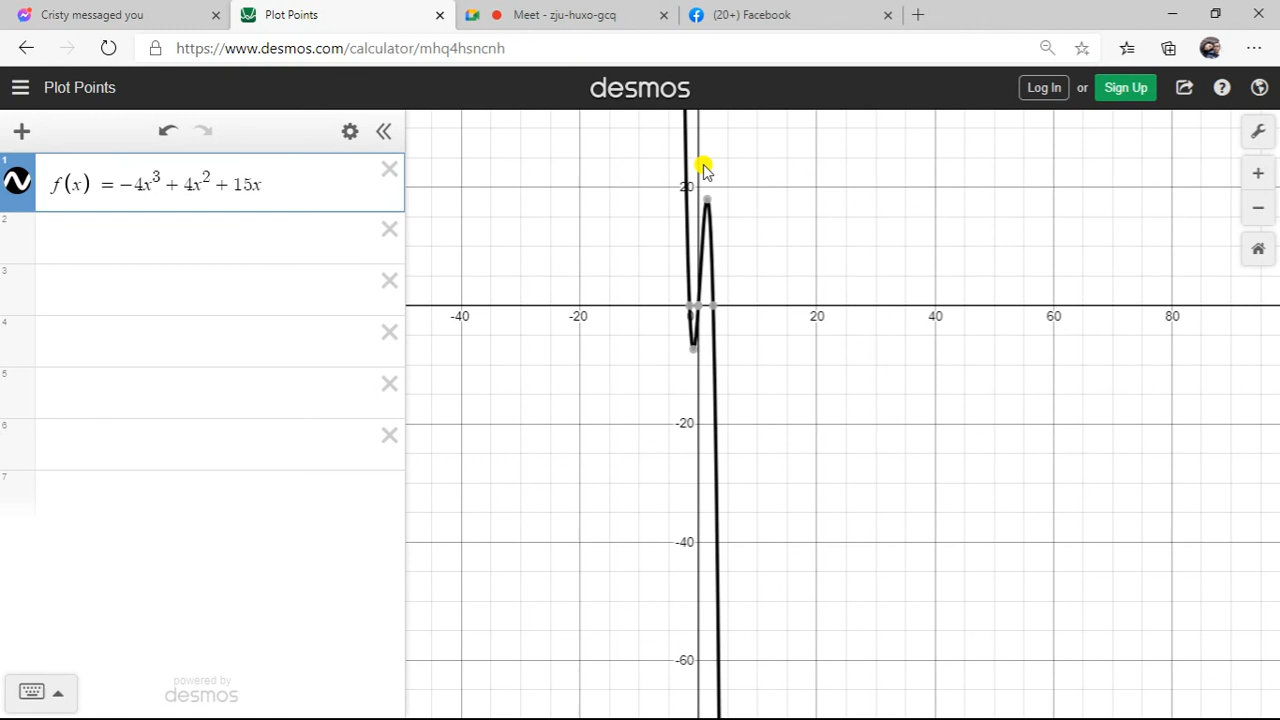 Cristy messaged you
Plot Points
Meet - zju-huxo-gcq
(20+) Facebook
https://www.desmos.com/calculator/mhq4hsncnh
Plot Points
desmos
Log In or Sign Up
1
f(x) = −4x³ + 4x² + 15x
2
3
4
5
6
7
powered by
desmos
20
-40 -20 0 20 40 60 80
-20
-40
-60